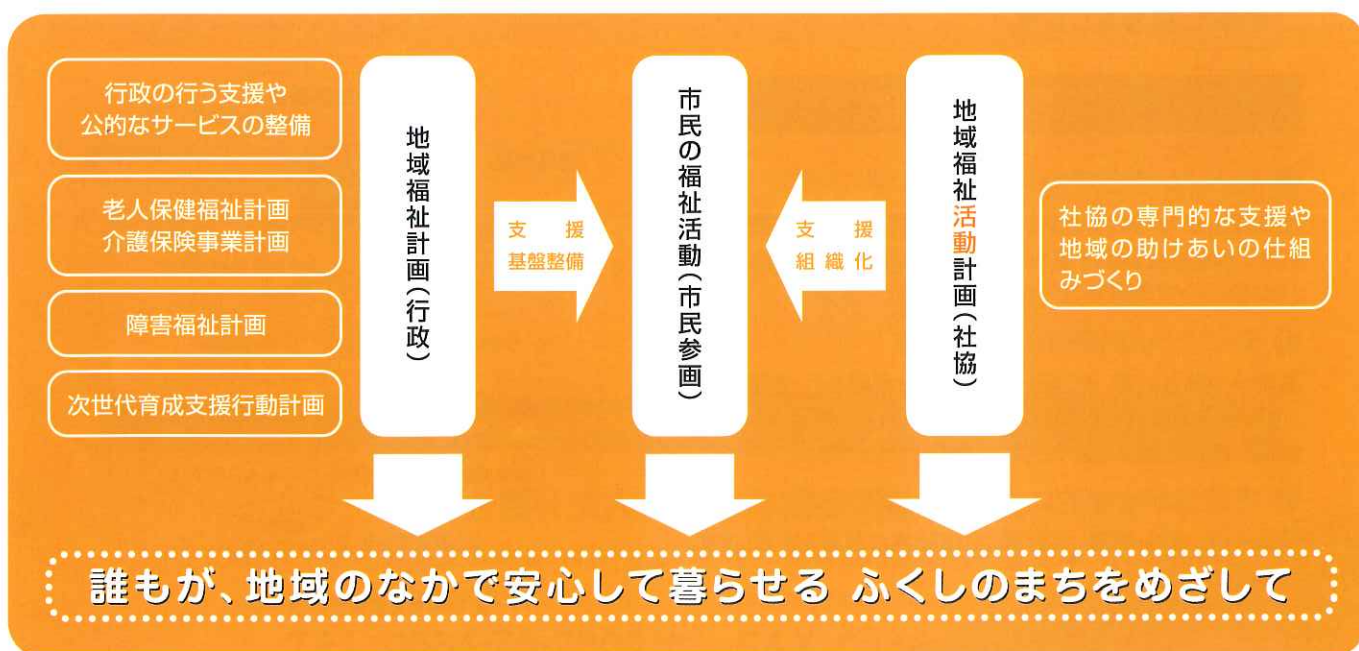 行政の行う支援や
公的なサービスの整備
老人保健福祉計画
介護保険事業計画
障害福祉計画
次世代育成支援行動計画
地域福祉計画(行政)
支援
基盤整備
市民の福祉活動(市民参画)
支援
組織化
地域福祉活動計画(社協)
社協の専門的な支援や
地域の助けあいの仕組
みづくり
誰もが、地域のなかで安心して暮らせる ふくしのまちをめざして